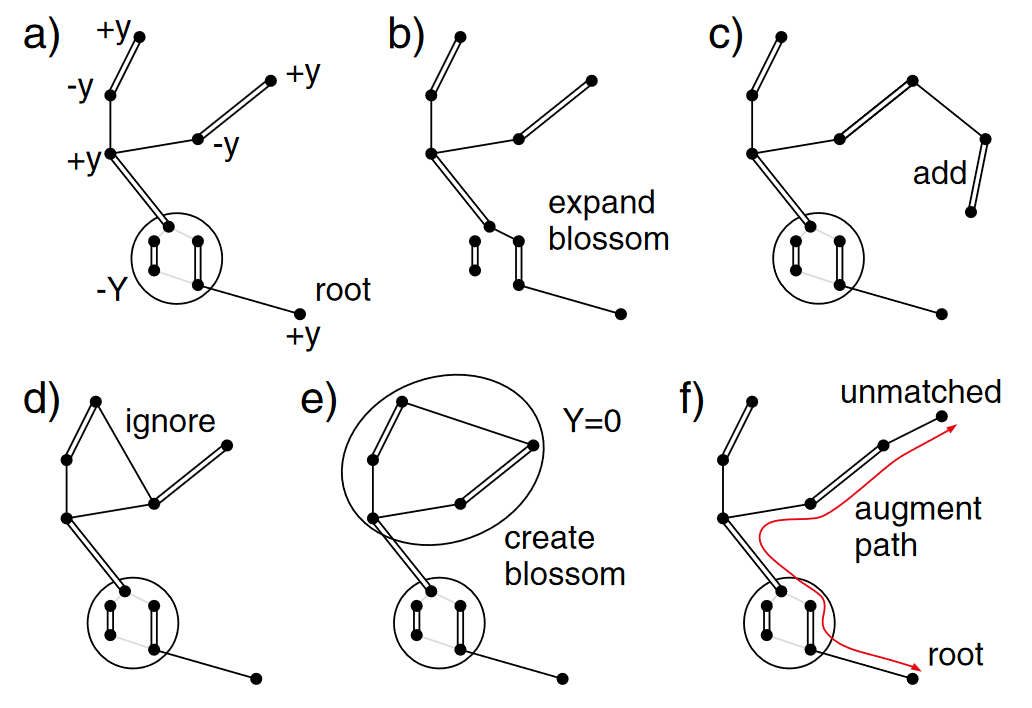 a)
+y
-y
+y
+y
-y
-Y
root
+y
b)
expand
blossom
c)
add
d)
ignore
e)
Y=0
create
blossom
f)
unmatched
augment
path
root